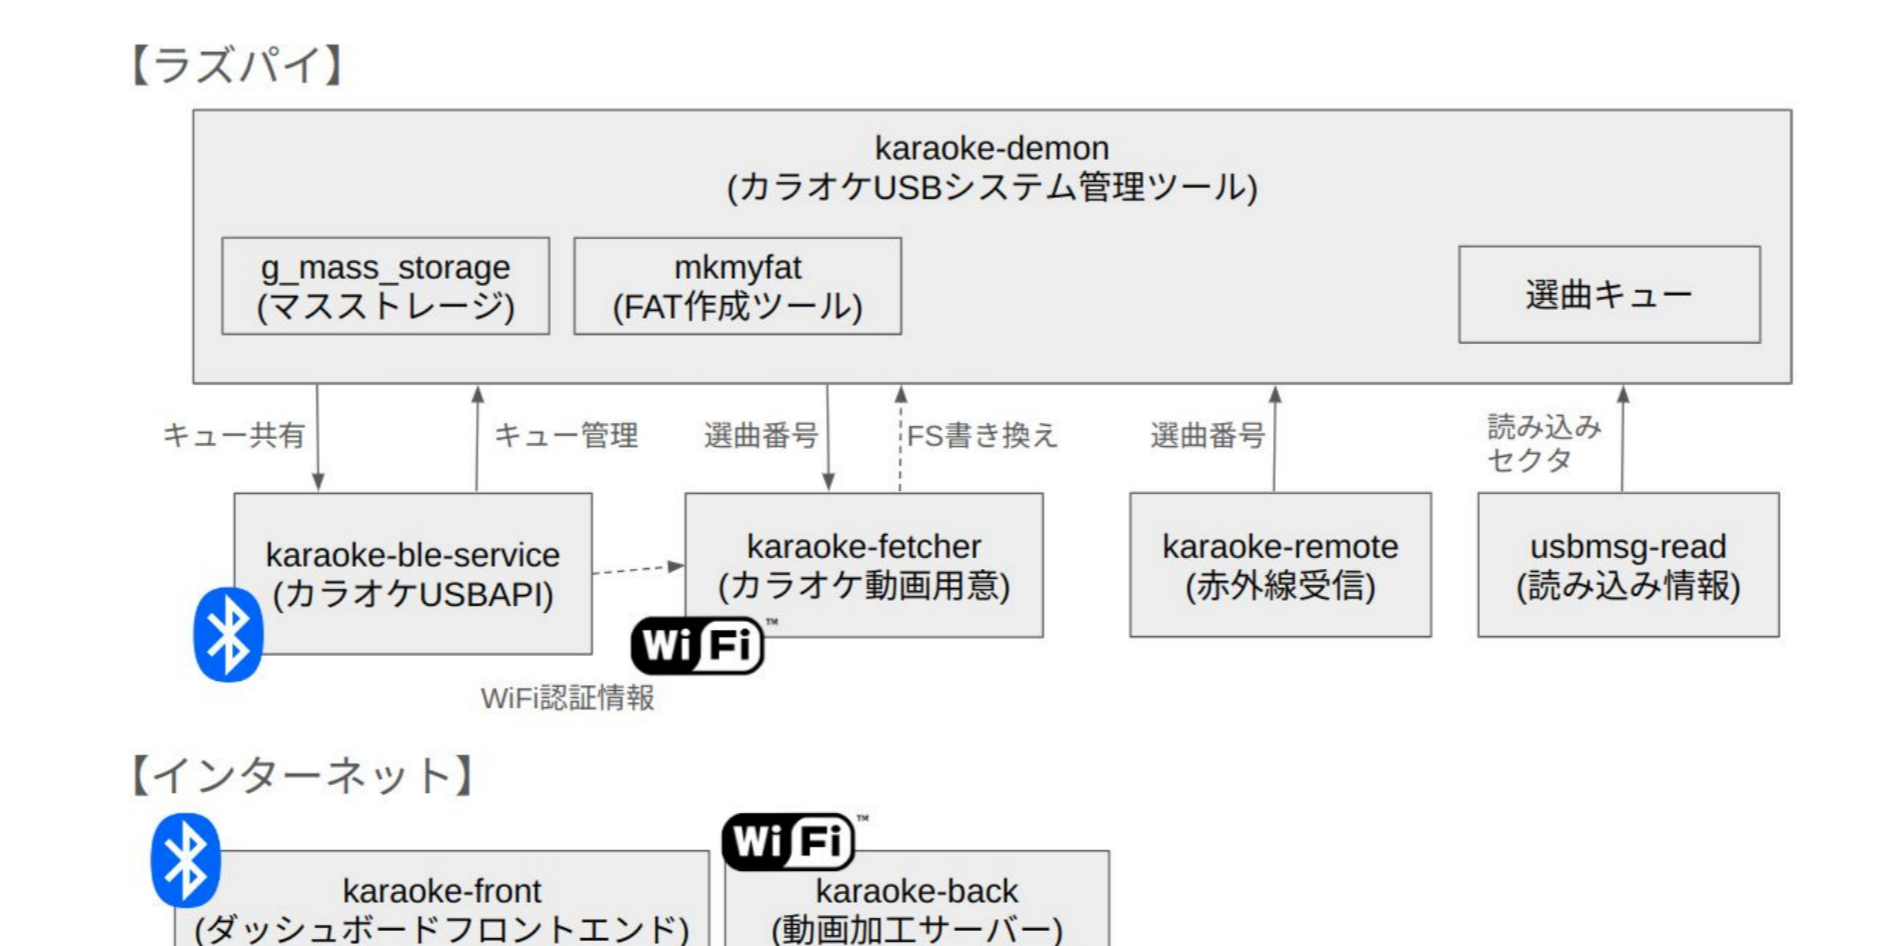 【ラズパイ】
karaoke-demon
(カラオケUSBシステム管理ツール)
g_mass_storage
(マスストレージ)
mkmyfat
(FAT作成ツール)
選曲キュー
キュー共有
キュー管理
選曲番号
FS書き換え
選曲番号
読み込み
セクタ
karaoke-ble-service
(カラオケUSBAPI)
karaoke-fetcher
(カラオケ動画用意)
karaoke-remote
(赤外線受信)
usbmsg-read
(読み込み情報)
WiFi™
WiFi認証情報
【インターネット】
WiFi™
karaoke-front
(ダッシュボードフロントエンド)
karaoke-back
(動画加工サーバー)